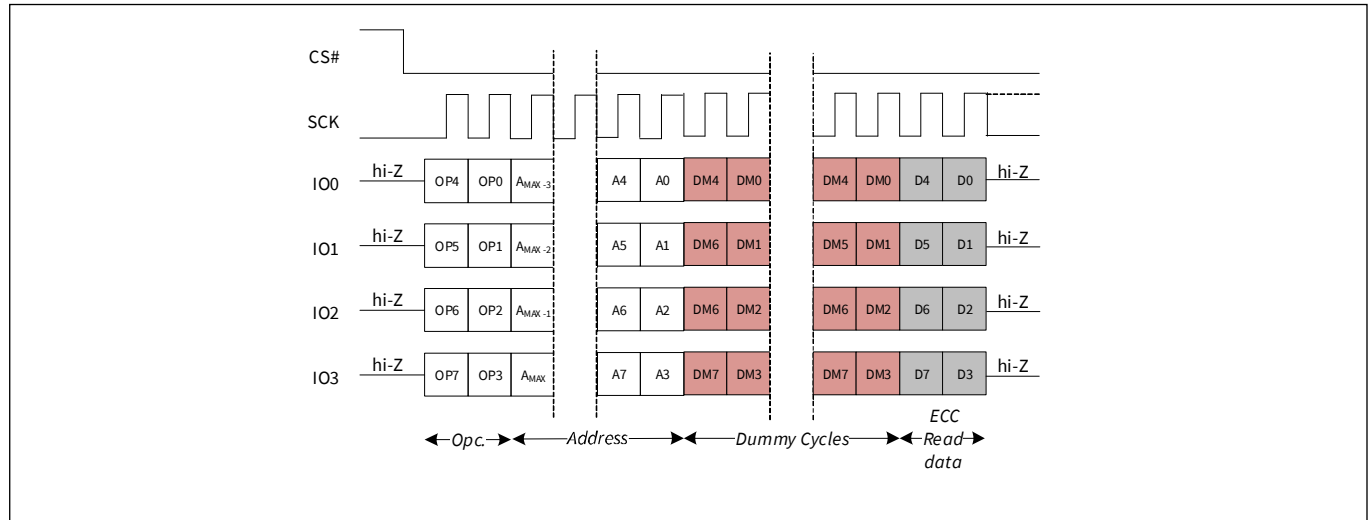 CS#
SCK
IO0 hi-Z OP4 OP0 AMAX -3 A4 A0 DM4 DM0 DM4 DM0 D4 D0 hi-Z
IO1 hi-Z OP5 OP1 AMAX -2 A5 A1 DM6 DM1 DM5 DM1 D5 D1 hi-Z
IO2 hi-Z OP6 OP2 AMAX -1 A6 A2 DM6 DM2 DM6 DM2 D6 D2 hi-Z
IO3 hi-Z OP7 OP3 AMAX A7 A3 DM7 DM3 DM7 DM3 D7 D3 hi-Z
Opc. Address Dummy Cycles ECC
Read
data